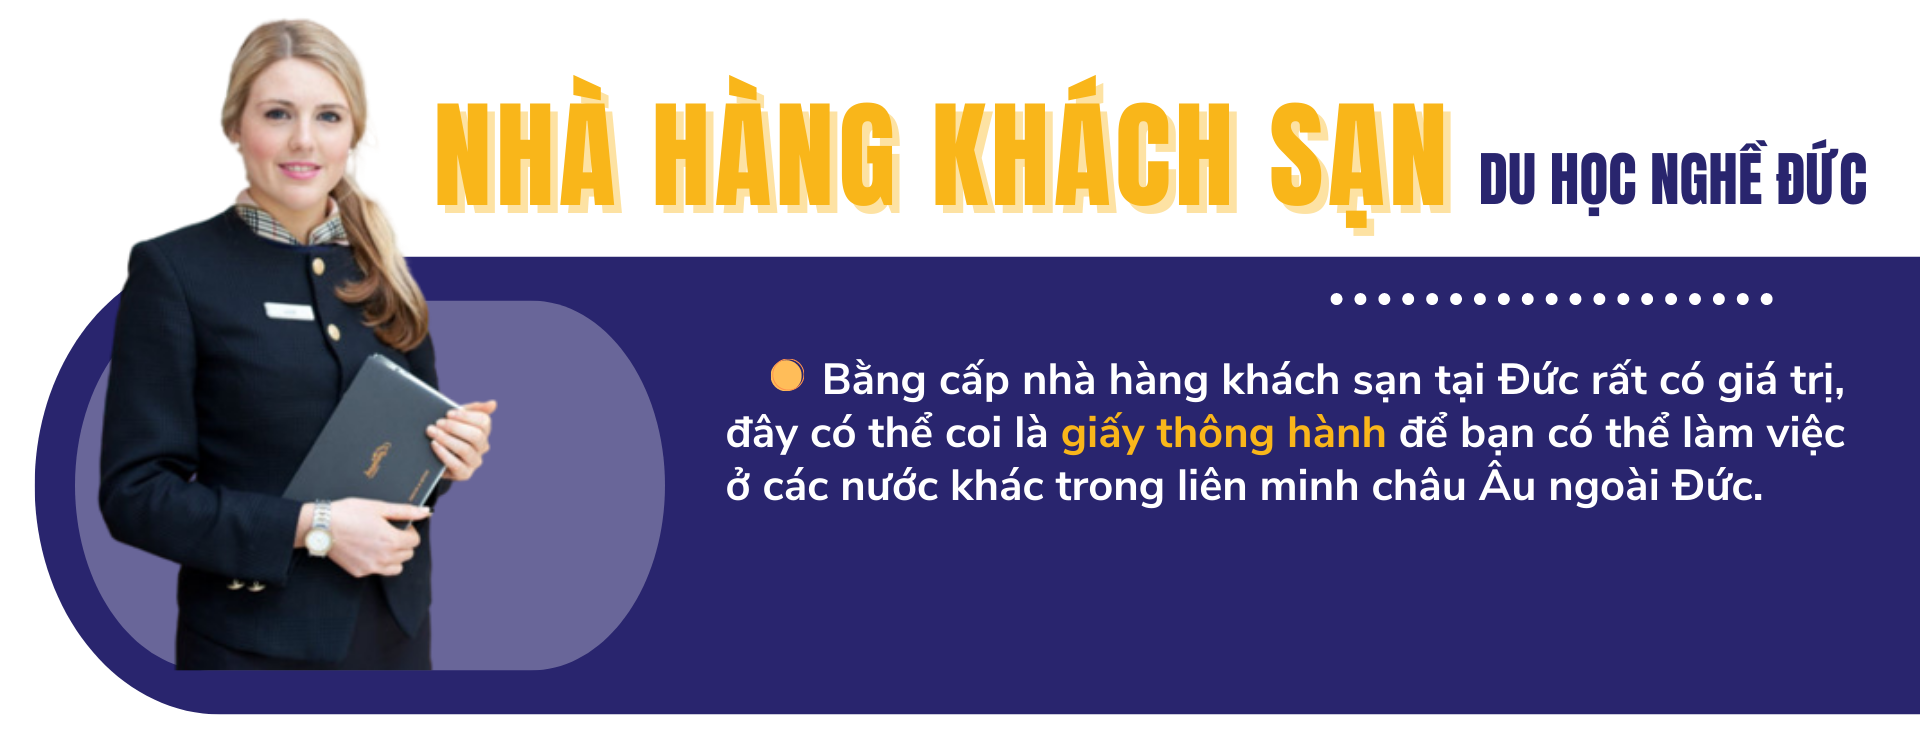 NHÀ HÀNG KHÁCH SẠN DU HỌC NGHỀ ĐỨC
Bằng cấp nhà hàng khách sạn tại Đức rất có giá trị,
đây có thể coi là giấy thông hành để bạn có thể làm việc
ở các nước khác trong liên minh châu Âu ngoài Đức.